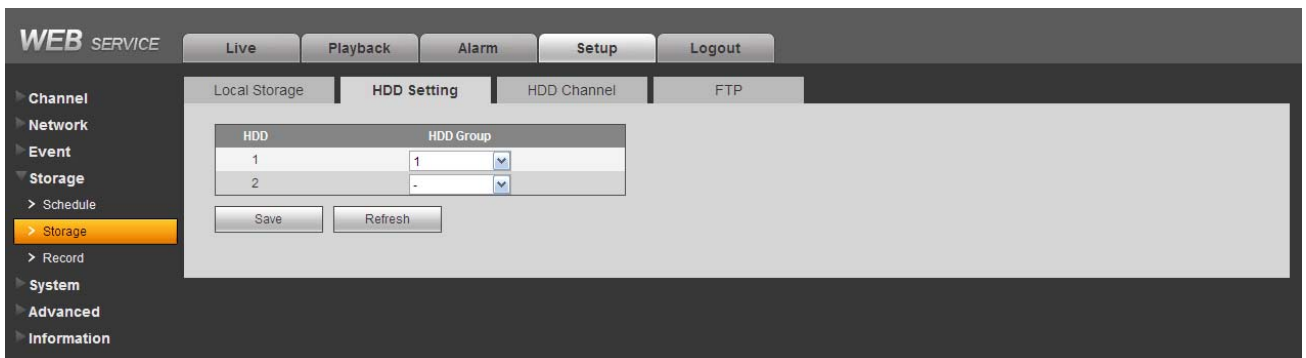 WEB SERVICE
Live Playback Alarm Setup Logout
Local Storage HDD Setting HDD Channel FTP
Channel
Network
Event
Storage
> Schedule
> Storage
> Record
System
Advanced
Information
HDD HDD Group
1 1
2 -
Save Refresh